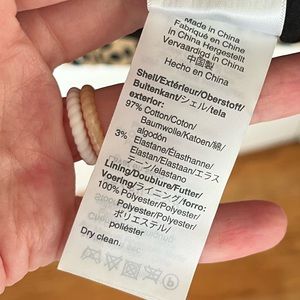 Made in China
Fabriqué en Chine
In China Hergestellt
Vervaardigd in China
中国製
Hecho en China
Shell/Extérieur/Oberstoff/
Buitenkant/シェル/tela
exterior:
97% Cotton/Coton/
Baumwolle/Katoen/綿/
algodón
3% Elastane/Élasthanne/
Elastan/Elastaan/エラス
テーン/elastano
Lining/Doublure/Futter/
Voering/ライニング/forro:
100% Polyester/Polyester/
Polyester/Polyester/
ポリエステル/
poliéster
Dry clean.